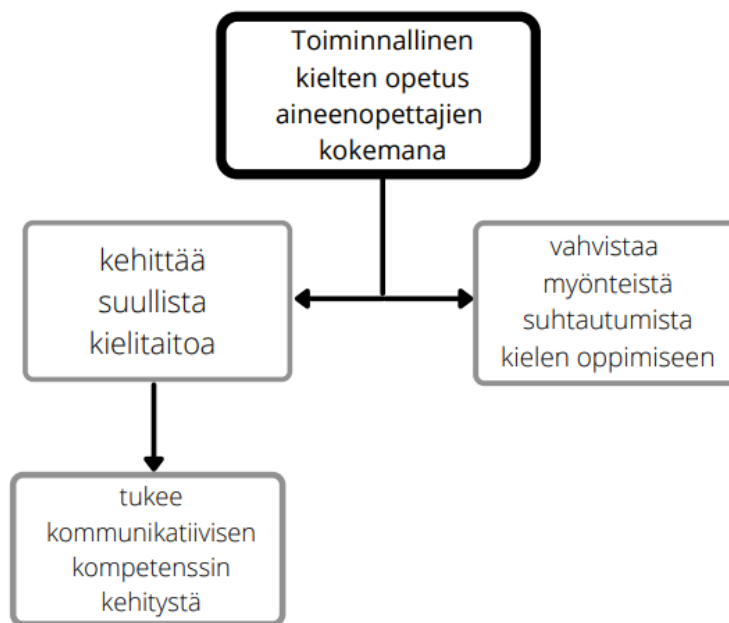 Toiminnallinen
kielten opetus
aineenopettajien
kokemana
kehittää
suullista
kielitaitoa
vahvistaa
myönteistä
suhtautumista
kielen oppimiseen
tukee
kommunikatiivisen
kompetenssin
kehitystä